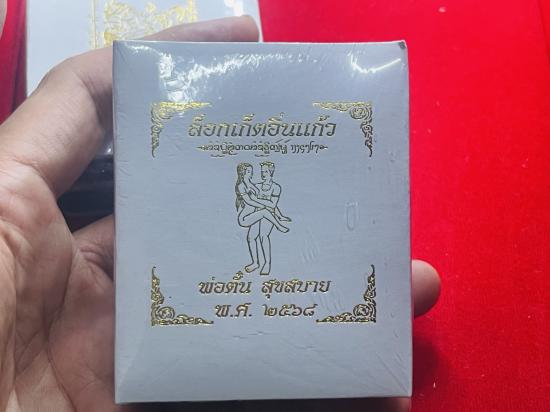 ล็อกเก็ตอิ่นแก้ว
พ่อตั๋น สุขสบาย
พ.ศ. ๒๕๖๘